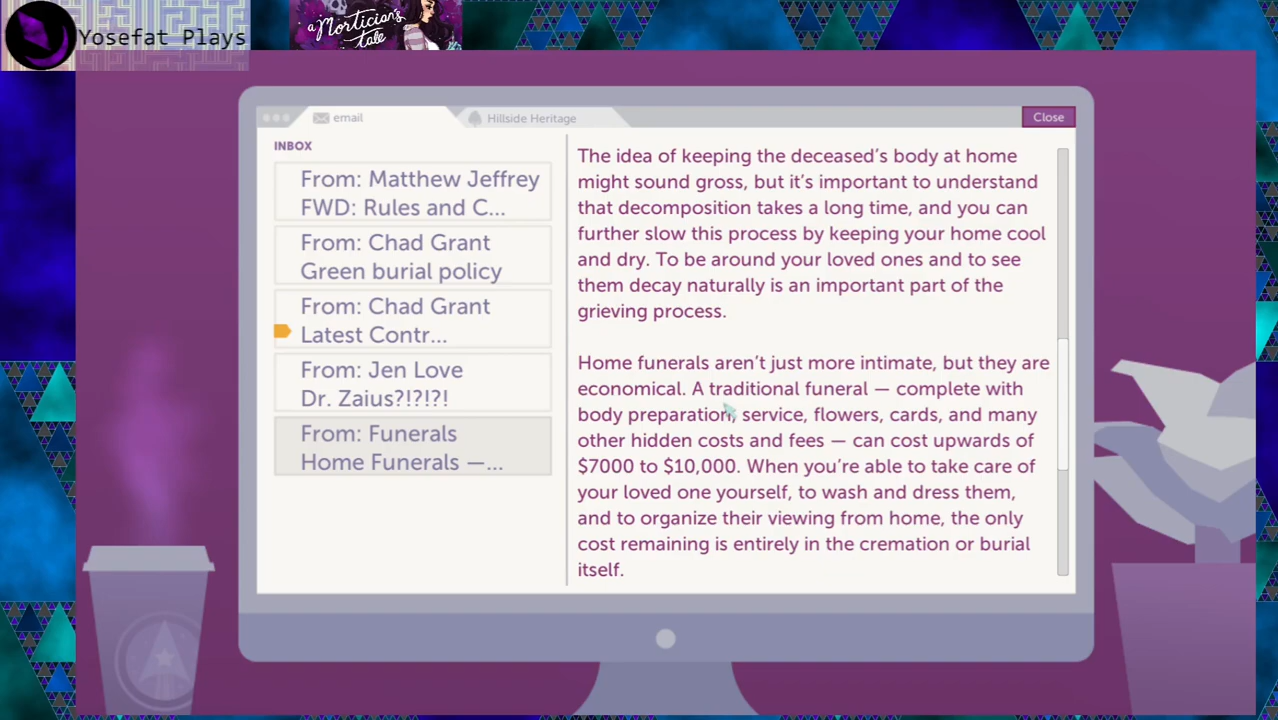 Yosefat Plays
a Mortician's
tale
email
Hillside Heritage
Close
INBOX
From: Matthew Jeffrey
FWD: Rules and C...
From: Chad Grant
Green burial policy
From: Chad Grant
Latest Contr...
From: Jen Love
Dr. Zaius?!?!?!
From: Funerals
Home Funerals —...
The idea of keeping the deceased's body at home
might sound gross, but it's important to understand
that decomposition takes a long time, and you can
further slow this process by keeping your home cool
and dry. To be around your loved ones and to see
them decay naturally is an important part of the
grieving process.
Home funerals aren't just more intimate, but they are
economical. A traditional funeral — complete with
body preparation, service, flowers, cards, and many
other hidden costs and fees — can cost upwards of
$7000 to $10,000. When you're able to take care of
your loved one yourself, to wash and dress them,
and to organize their viewing from home, the only
cost remaining is entirely in the cremation or burial
itself.